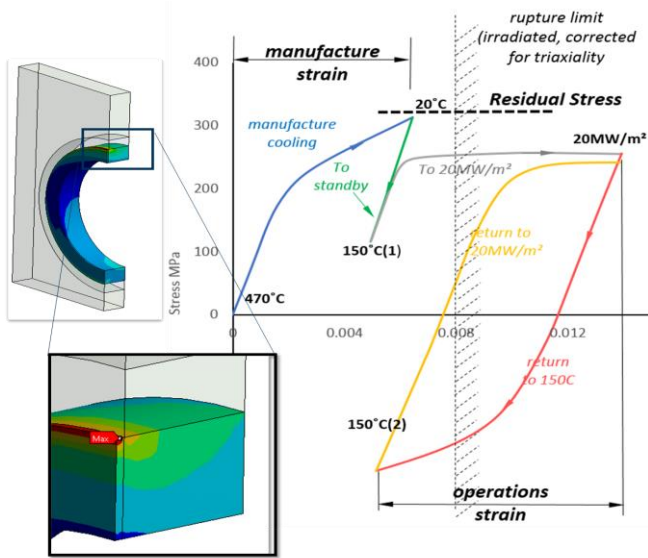 rupture limit
(irradiated, corrected
for triaxiality
manufacture
strain
400
20°C
Residual Stress
manufacture
cooling
300
20MW/m²
To
standby
To 20MW/m²
200
150°C(1)
return to
20MW/m²
100
Stress MPa
470°C
0
0
0.004
0.008
0.012
return
to 150C
150°C(2)
Max
operations
strain